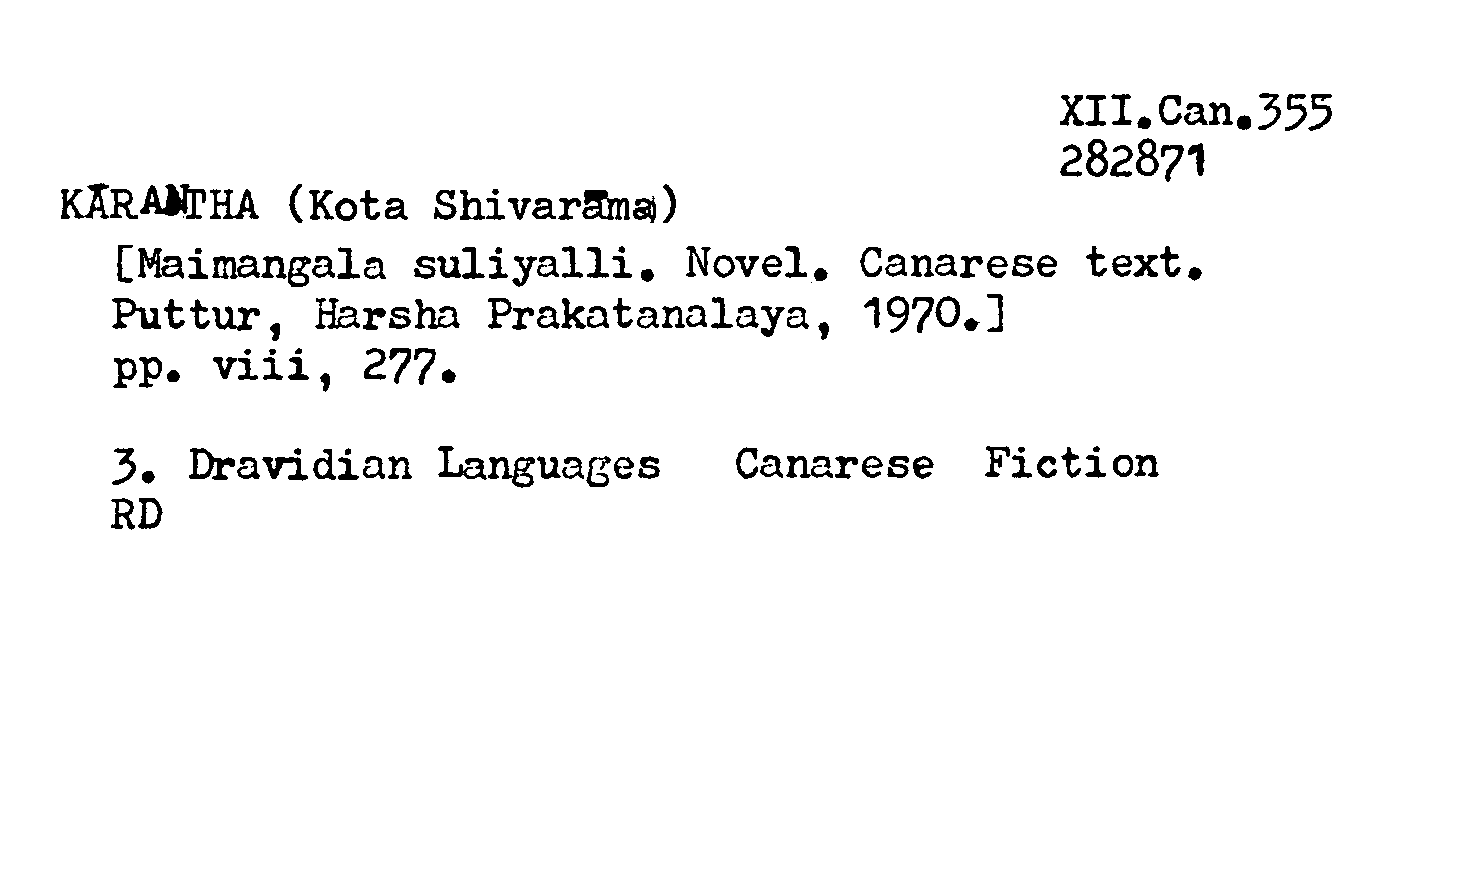 XII.Can.355
282871
KĀRANTHA (Kota Shivarāma)
[Maimangala suliyalli. Novel. Canarese text.
Puttur, Harsha Prakatanalaya, 1970.]
pp. viii, 277.
3. Dravidian Languages Canarese Fiction
RD